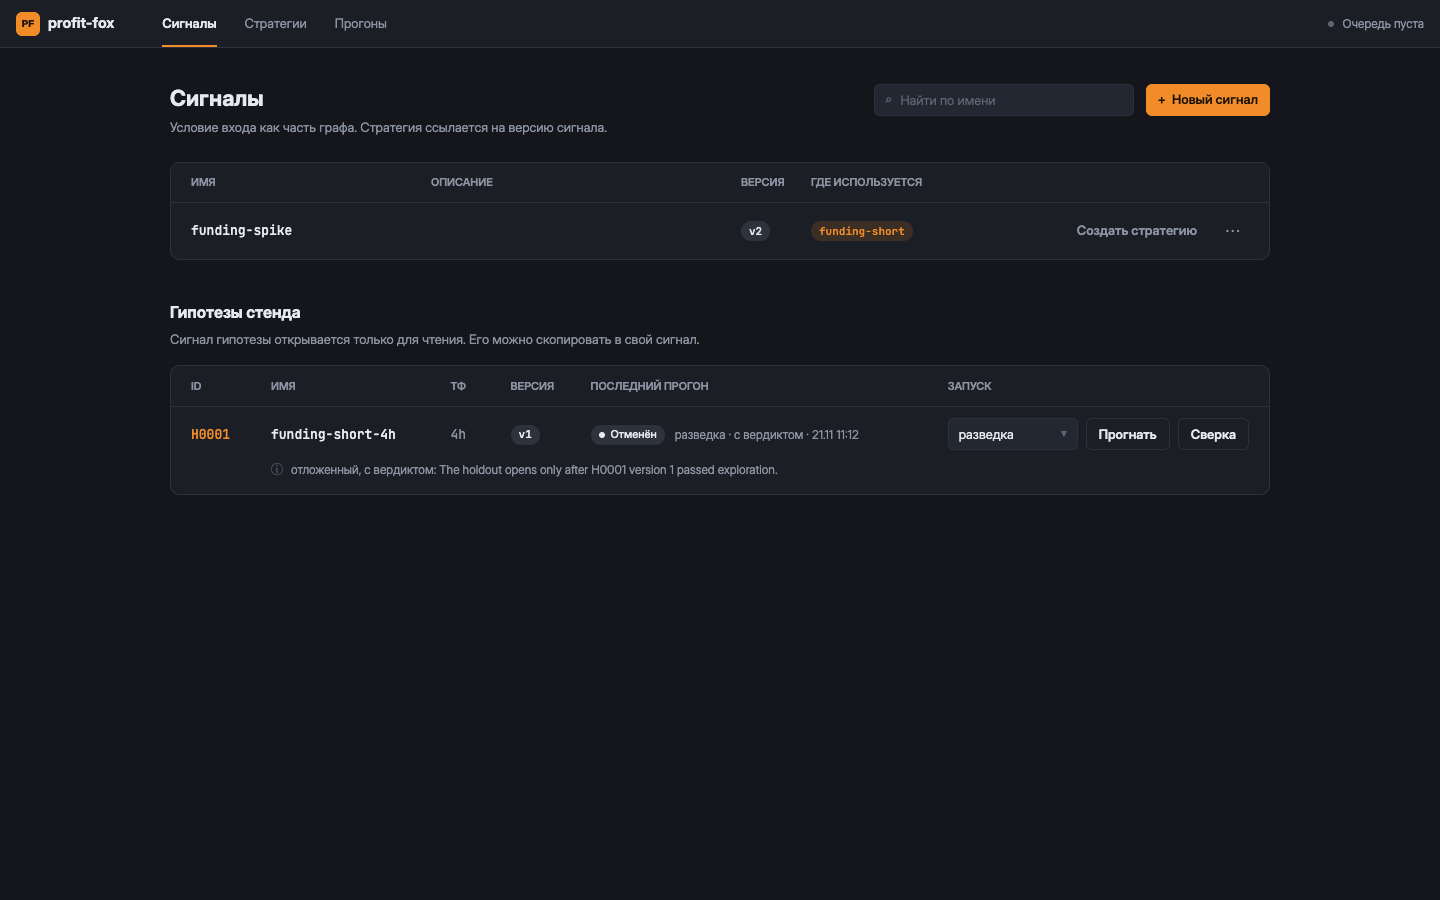 PF profit-fox Сигналы Стратегии Прогоны Очередь пуста
Сигналы
Найти по имени
+ Новый сигнал
Условие входа как часть графа. Стратегия ссылается на версию сигнала.
ИМЯ ОПИСАНИЕ ВЕРСИЯ ГДЕ ИСПОЛЬЗУЕТСЯ
funding-spike v2 funding-short Создать стратегию ···
Гипотезы стенда
Сигнал гипотезы открывается только для чтения. Его можно скопировать в свой сигнал.
ID ИМЯ ТФ ВЕРСИЯ ПОСЛЕДНИЙ ПРОГОН ЗАПУСК
H0001 funding-short-4h 4h v1 Отменён разведка · с вердиктом · 21.11 11:12 разведка Прогнать Сверка
отложенный, с вердиктом: The holdout opens only after H0001 version 1 passed exploration.